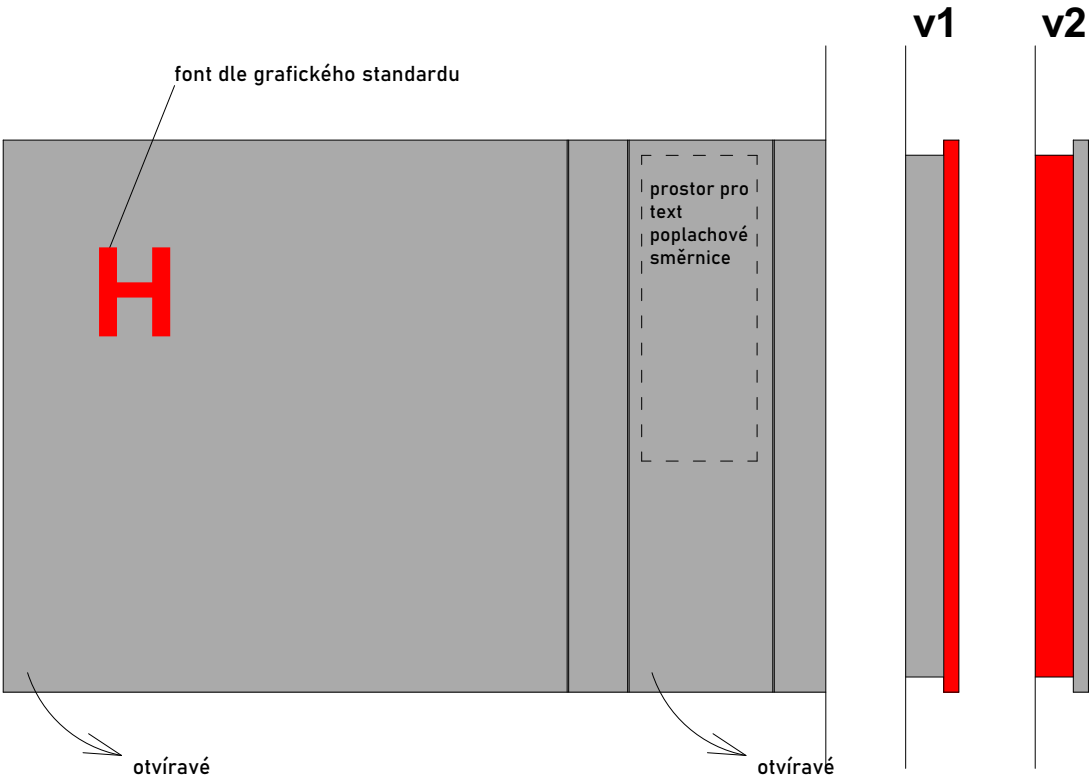 v1
v2
font dle grafického standardu
H
prostor pro
text
poplachové
směrnice
otvíravé
otvíravé